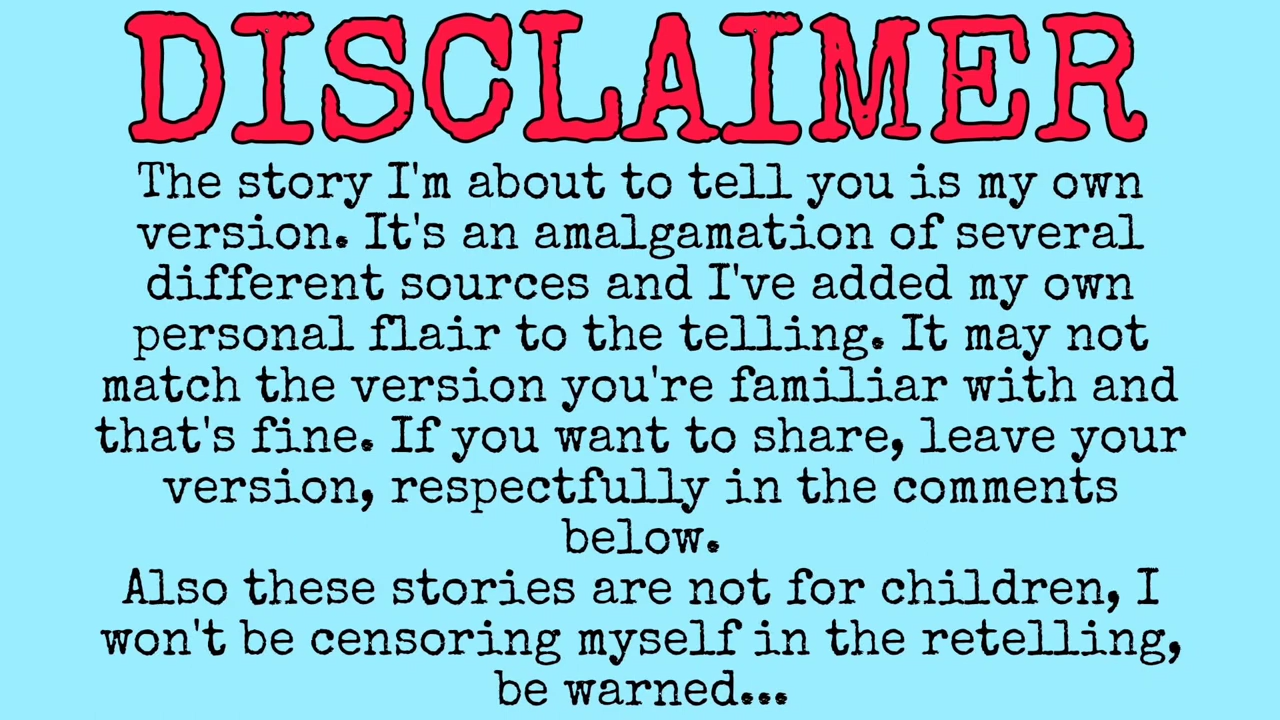 DISCLAIMER
The story I'm about to tell you is my own
version. It's an amalgamation of several
different sources and I've added my own
personal flair to the telling. It may not
match the version you're familiar with and
that's fine. If you want to share, leave your
version, respectfully in the comments
below.
Also these stories are not for children, I
won't be censoring myself in the retelling,
be warned...